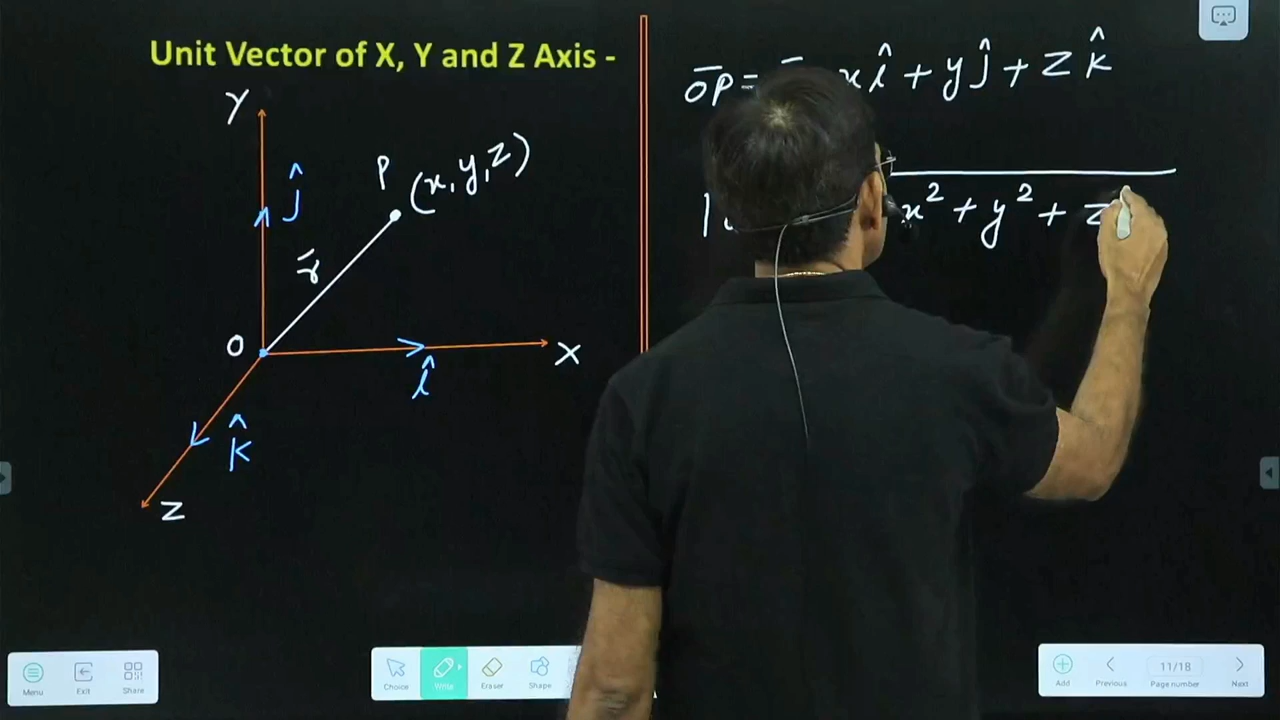 Unit Vector of X, Y and Z Axis -
Y
ĵ
P (x, y, z)
r̄
O
X
î
k̂
Z
O̅P̅ = xî + yĵ + zk̂
x² + y² + z
Menu
Exit
Share
Choice
Write
Eraser
Shape
Add
Previous
11/18
Page number
Next